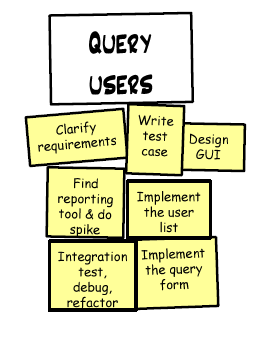 QUERY
USERS
Clarify
requirements
Write
test
case
Design
GUI
Find
reporting
tool & do
spike
Implement
the user
list
Integration
test,
debug,
refactor
Implement
the query
form